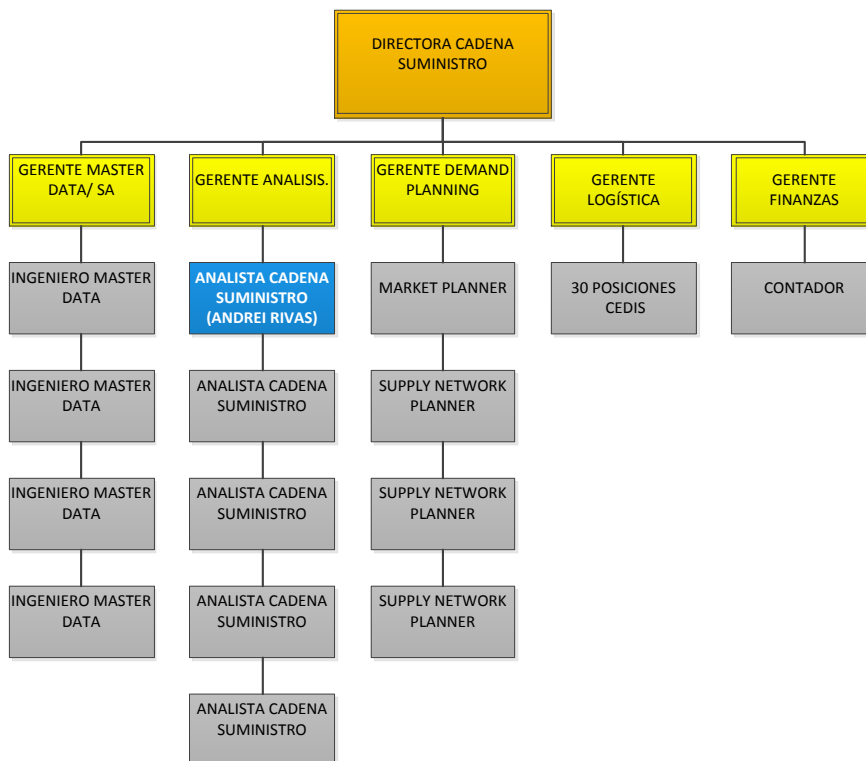 DIRECTORA CADENA
SUMINISTRO
GERENTE MASTER
DATA/ SA
GERENTE ANALISIS.
GERENTE DEMAND
PLANNING
GERENTE
LOGÍSTICA
GERENTE
FINANZAS
INGENIERO MASTER
DATA
ANALISTA CADENA
SUMINISTRO
(ANDREI RIVAS)
MARKET PLANNER
30 POSICIONES
CEDIS
CONTADOR
INGENIERO MASTER
DATA
ANALISTA CADENA
SUMINISTRO
SUPPLY NETWORK
PLANNER
INGENIERO MASTER
DATA
ANALISTA CADENA
SUMINISTRO
SUPPLY NETWORK
PLANNER
INGENIERO MASTER
DATA
ANALISTA CADENA
SUMINISTRO
SUPPLY NETWORK
PLANNER
ANALISTA CADENA
SUMINISTRO